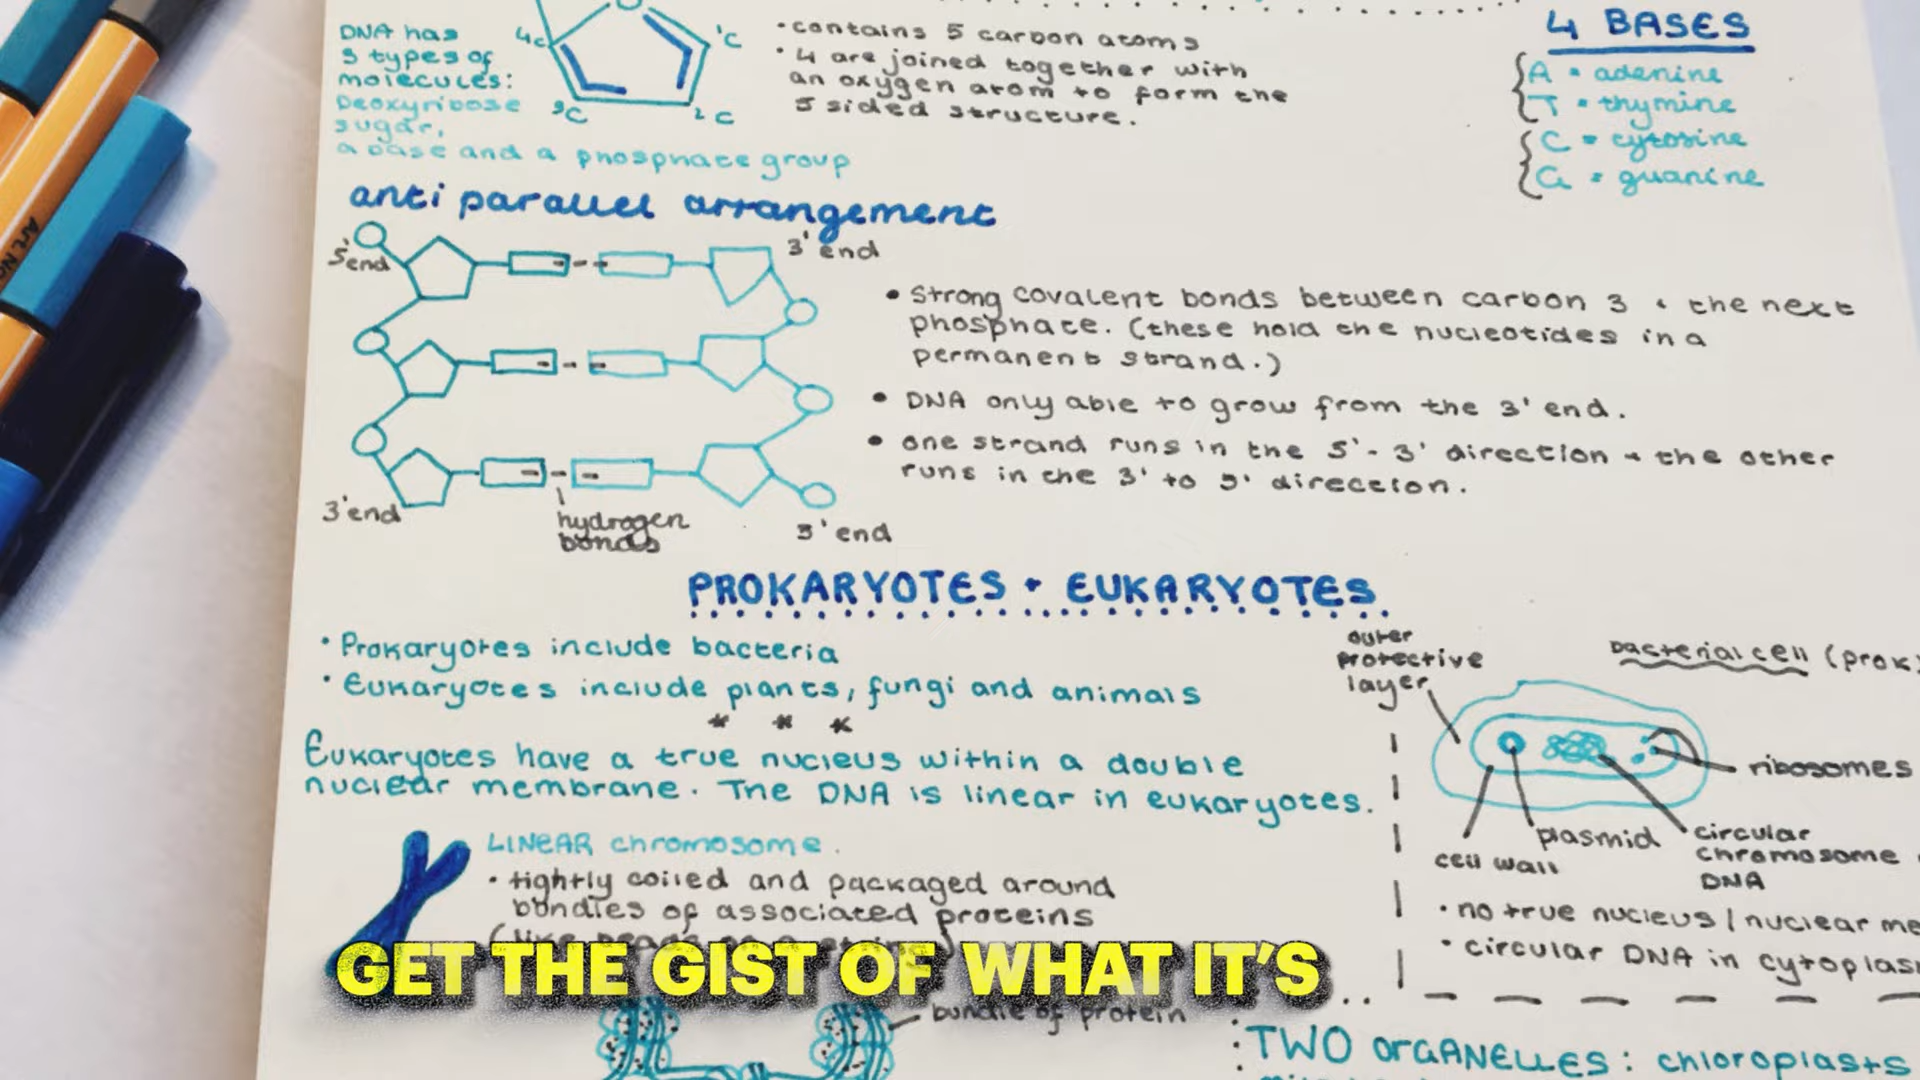 DNA has
3 types of
molecules:
Deoxyribose
sugar,
a base and a phosphate group
4c
'C
3C
2C
• contains 5 carbon atoms
• 4 are joined together with
an oxygen atom to form the
5 sided structure.
4 BASES
A = adenine
T = thymine
C = cytosine
G = guanine
anti parallel arrangement
5' end
3' end
3' end
5' end
hydrogen
bonds
• Strong covalent bonds between carbon 3 + the next
phosphate. (these hold the nucleotides in a
permanent strand.)
• DNA only able to grow from the 3' end.
• one strand runs in the 5' - 3' direction + the other
runs in the 3' to 5' direction.
PROKARYOTES + EUKARYOTES
• Prokaryotes include bacteria
• Eukaryotes include plants, fungi and animals
* * *
Eukaryotes have a true nucleus within a double
nuclear membrane. The DNA is linear in eukaryotes.
LINEAR chromosome.
• tightly coiled and packaged around
bundles of associated proteins
(like beads on a string)
GET THE GIST OF WHAT IT'S
bundle of protein
outer
protective
layer
bacterial cell (prok
ribosomes
plasmid
cell wall
circular
chromosome
DNA
• no true nucleus / nuclear me
• circular DNA in cytoplas
TWO ORGANELLES: chloroplasts